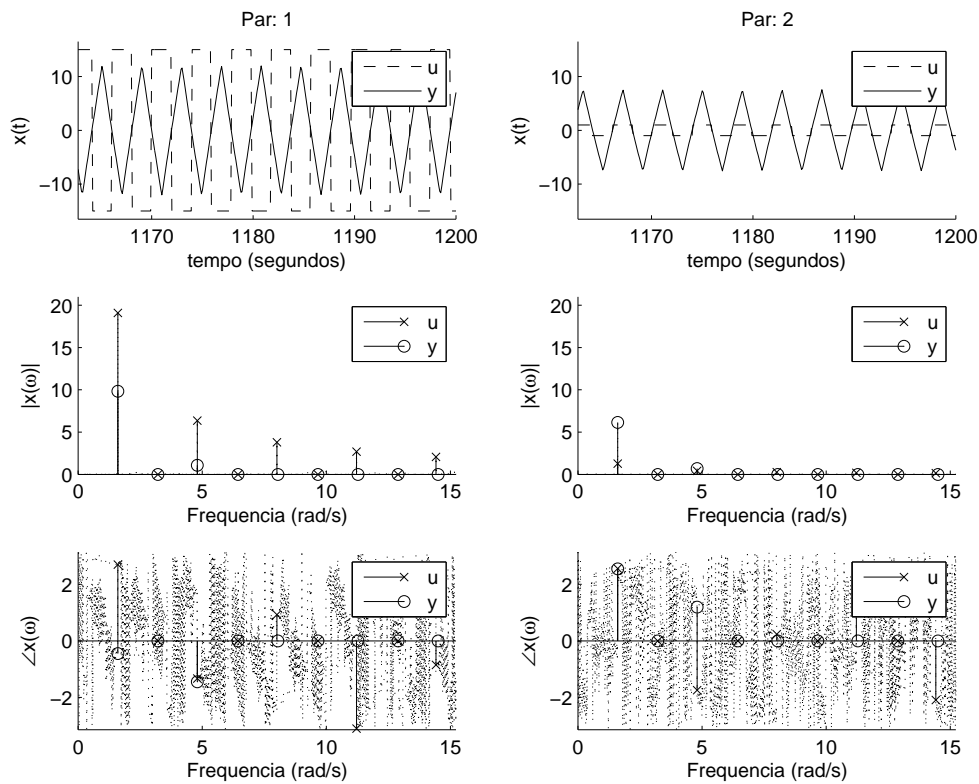 Par: 1
10
0
−10
x(t)
1170 1180 1190 1200
tempo (segundos)
u
y
Par: 2
10
0
−10
x(t)
1170 1180 1190 1200
tempo (segundos)
u
y
20
15
10
5
0
|x(ω)|
0 5 10 15
Frequencia (rad/s)
u
y
20
15
10
5
0
|x(ω)|
0 5 10 15
Frequencia (rad/s)
u
y
2
0
−2
∠x(ω)
0 5 10 15
Frequencia (rad/s)
u
y
2
0
−2
∠x(ω)
0 5 10 15
Frequencia (rad/s)
u
y